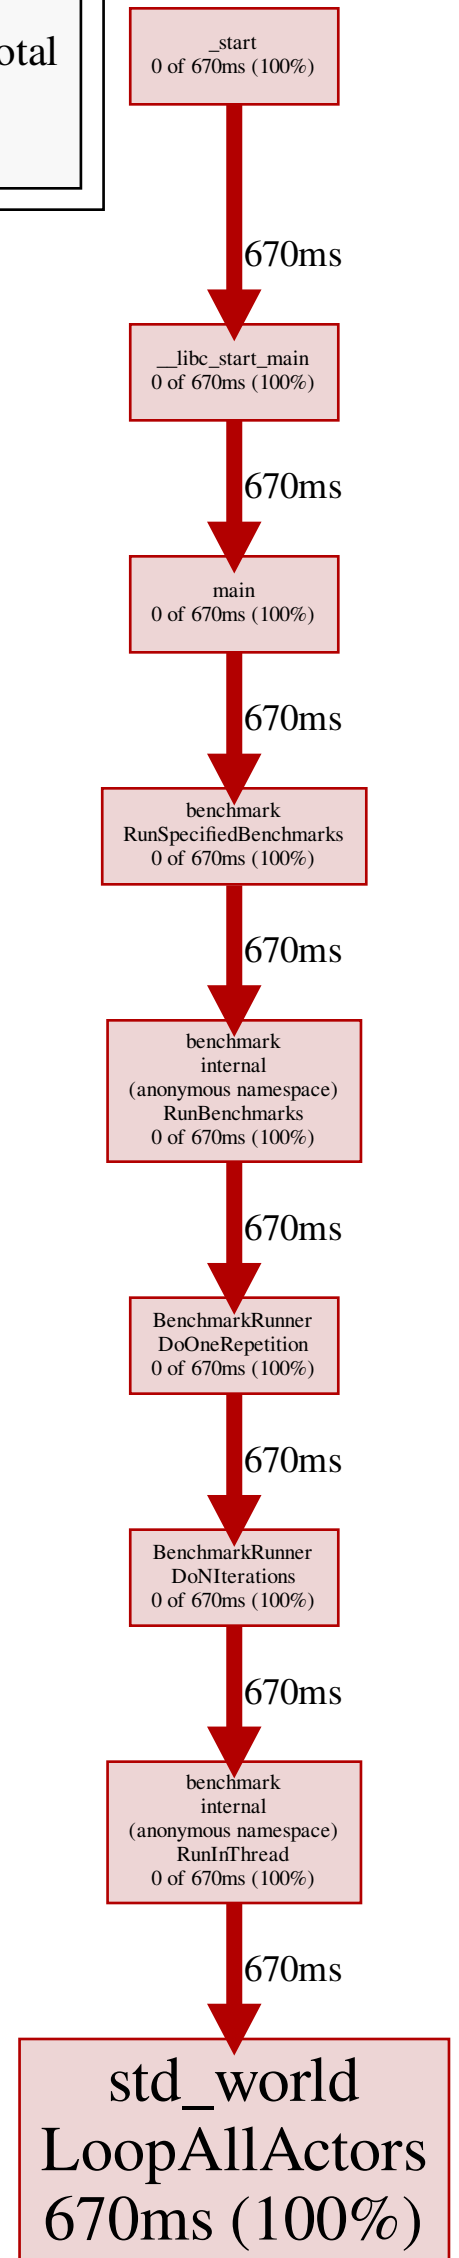 otal
_start
0 of 670ms (100%)
670ms
__libc_start_main
0 of 670ms (100%)
670ms
main
0 of 670ms (100%)
670ms
benchmark
RunSpecifiedBenchmarks
0 of 670ms (100%)
670ms
benchmark
internal
(anonymous namespace)
RunBenchmarks
0 of 670ms (100%)
670ms
BenchmarkRunner
DoOneRepetition
0 of 670ms (100%)
670ms
BenchmarkRunner
DoNIterations
0 of 670ms (100%)
670ms
benchmark
internal
(anonymous namespace)
RunInThread
0 of 670ms (100%)
670ms
std_world
LoopAllActors
670ms (100%)